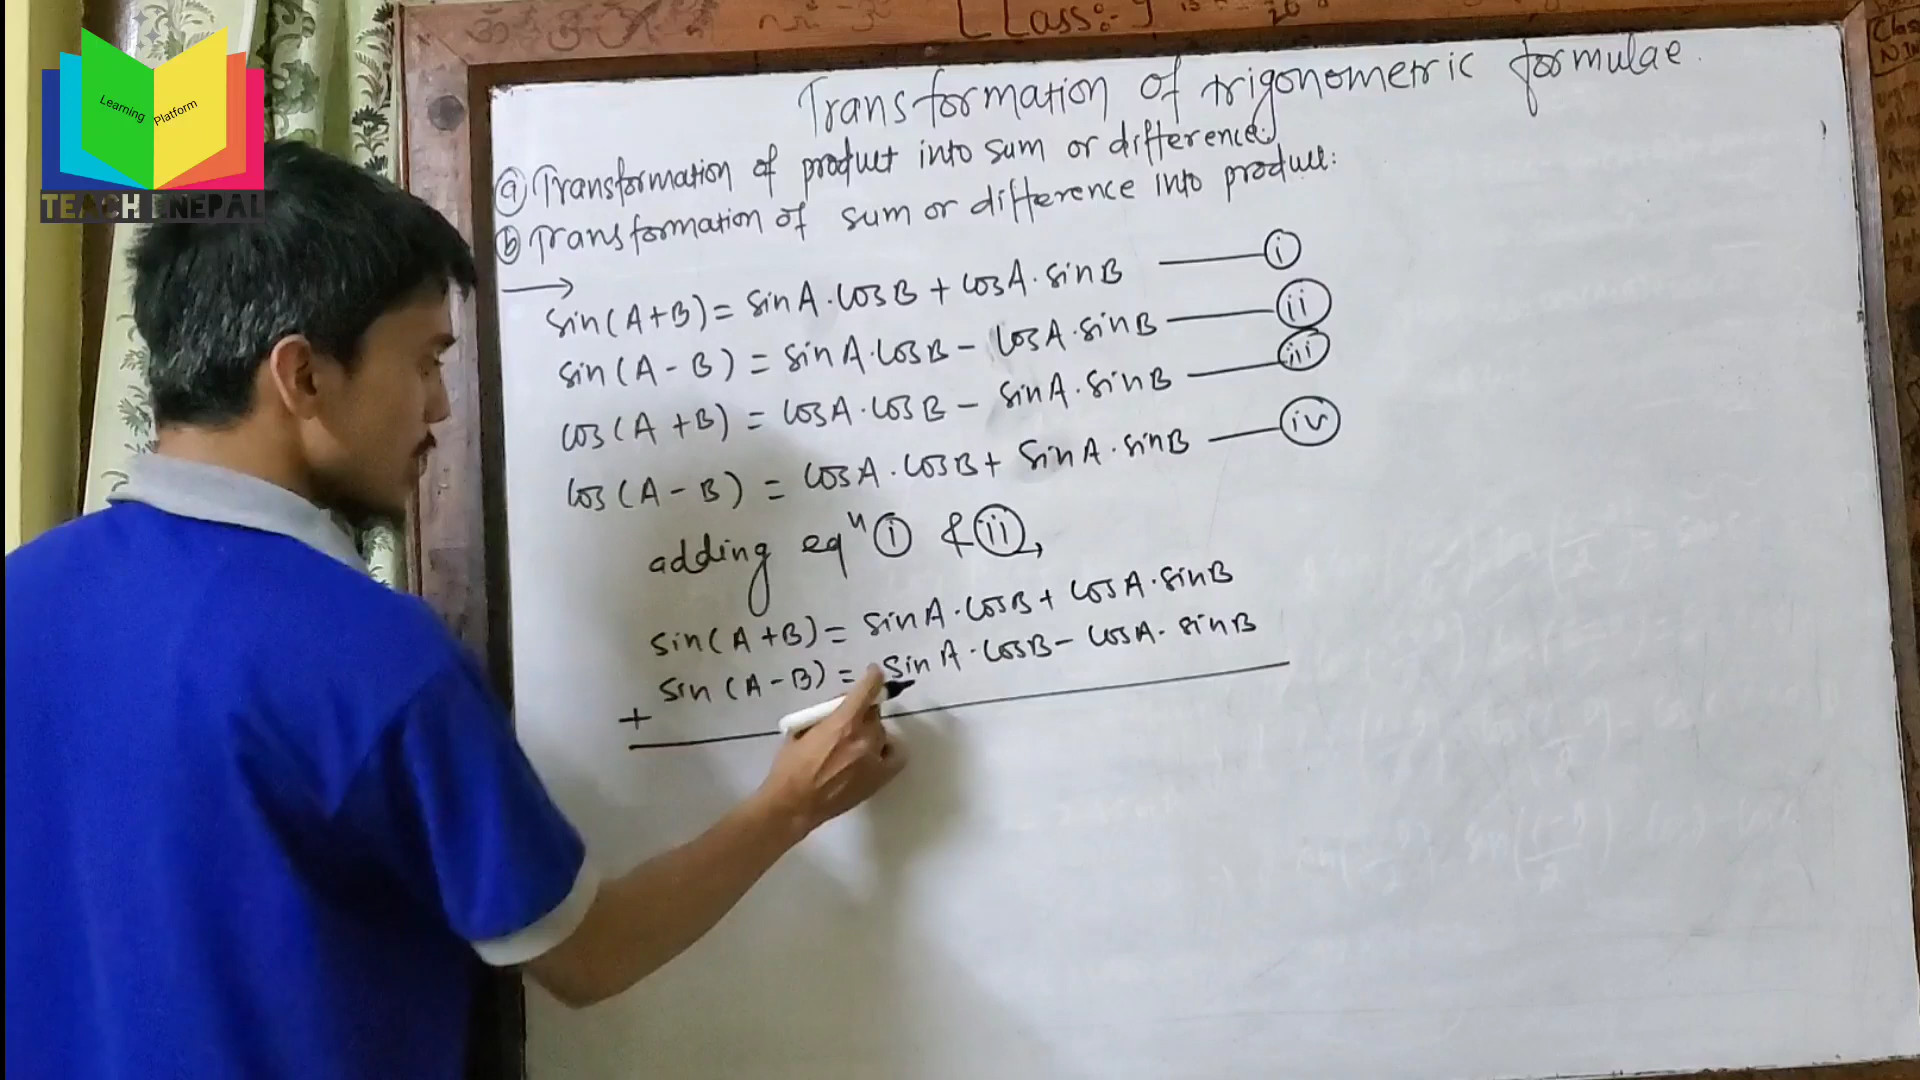 Learning Platform
TEACH ENEPAL
Class:- 9
Transformation of trigonometric formulae.
(a) Transformation of product into sum or difference.
(b) Transformation of sum or difference into product:
→
sin(A+B) = sinA.cosB + cosA.sinB —— (i)
sin(A-B) = sinA.cosB - cosA.sinB —— (ii)
cos(A+B) = cosA.cosB - sinA.sinB —— (iii)
cos(A-B) = cosA.cosB + sinA.sinB —— (iv)
adding eqⁿ (i) & (ii),
sin(A+B) = sinA.cosB + cosA.sinB
sin(A-B) = sinA.cosB - cosA.sinB
+